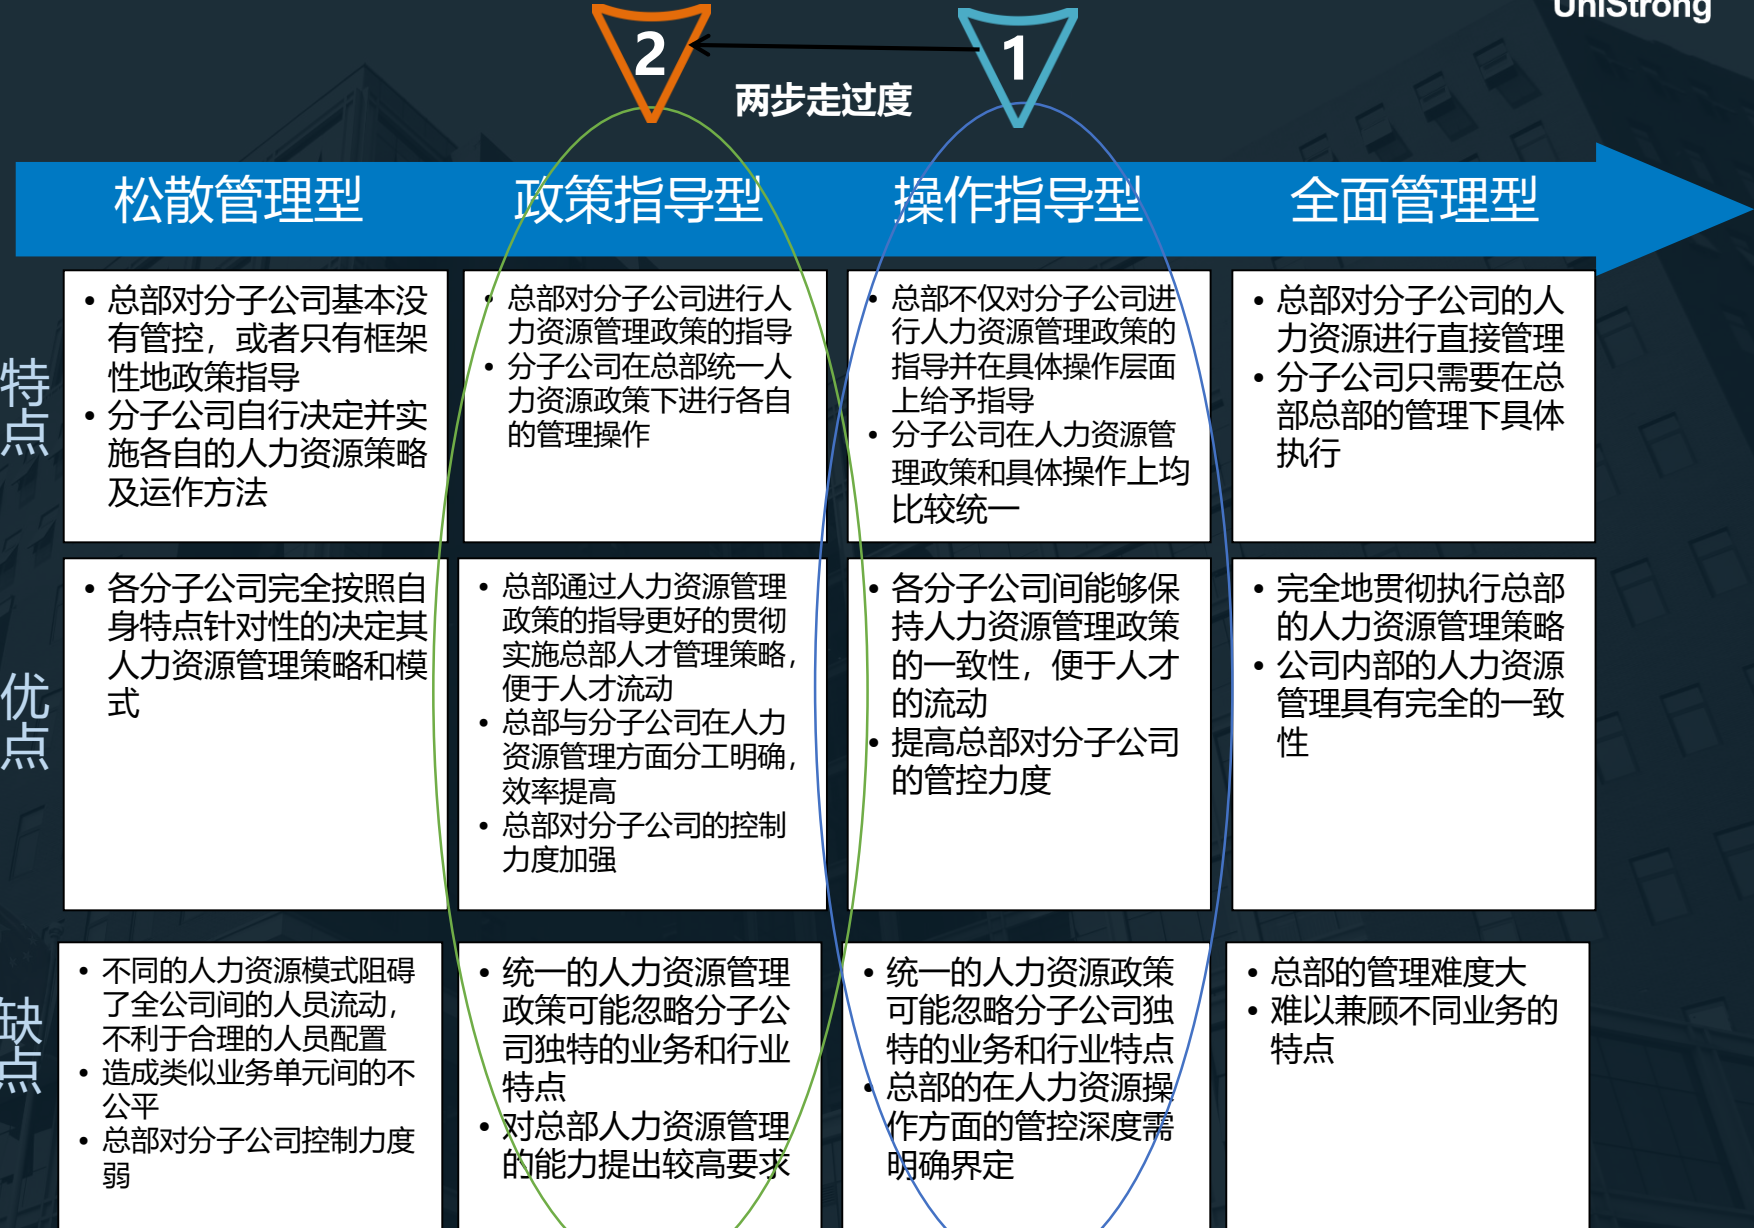 UniStrong
2
1
两步走过度
松散管理型
政策指导型
操作指导型
全面管理型
特点
• 总部对分子公司基本没
有管控，或者只有框架
性地政策指导
• 分子公司自行决定并实
施各自的人力资源策略
及运作方法
• 总部对分子公司进行人
力资源管理政策的指导
• 分子公司在总部统一人
力资源政策下进行各自
的管理操作
• 总部不仅对分子公司进
行人力资源管理政策的
指导并在具体操作层面
上给予指导
• 分子公司在人力资源管
理政策和具体操作上均
比较统一
• 总部对分子公司的人
力资源进行直接管理
• 分子公司只需要在总
部总部的管理下具体
执行
优点
• 各分子公司完全按照自
身特点针对性的决定其
人力资源管理策略和模
式
• 总部通过人力资源管理
政策的指导更好的贯彻
实施总部人才管理策略，
便于人才流动
• 总部与分子公司在人力
资源管理方面分工明确，
效率提高
• 总部对分子公司的控制
力度加强
• 各分子公司间能够保
持人力资源管理政策
的一致性，便于人才
的流动
• 提高总部对分子公司
的管控力度
• 完全地贯彻执行总部
的人力资源管理策略
• 公司内部的人力资源
管理具有完全的一致
性
缺点
• 不同的人力资源模式阻碍
了全公司间的人员流动，
不利于合理的人员配置
• 造成类似业务单元间的不
公平
• 总部对分子公司控制力度
弱
• 统一的人力资源管理
政策可能忽略分子公
司独特的业务和行业
特点
• 对总部人力资源管理
的能力提出较高要求
• 统一的人力资源政策
可能忽略分子公司独
特的业务和行业特点
• 总部的在人力资源操
作方面的管控深度需
明确界定
• 总部的管理难度大
• 难以兼顾不同业务的
特点